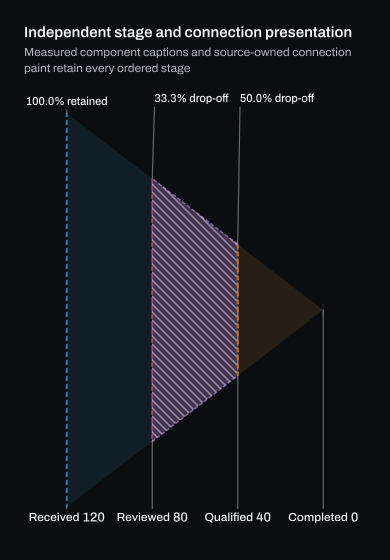 Independent stage and connection presentation
Measured component captions and source-owned connection
paint retain every ordered stage
100.0% retained
33.3% drop-off
50.0% drop-off
Received 120
Reviewed 80
Qualified 40
Completed 0